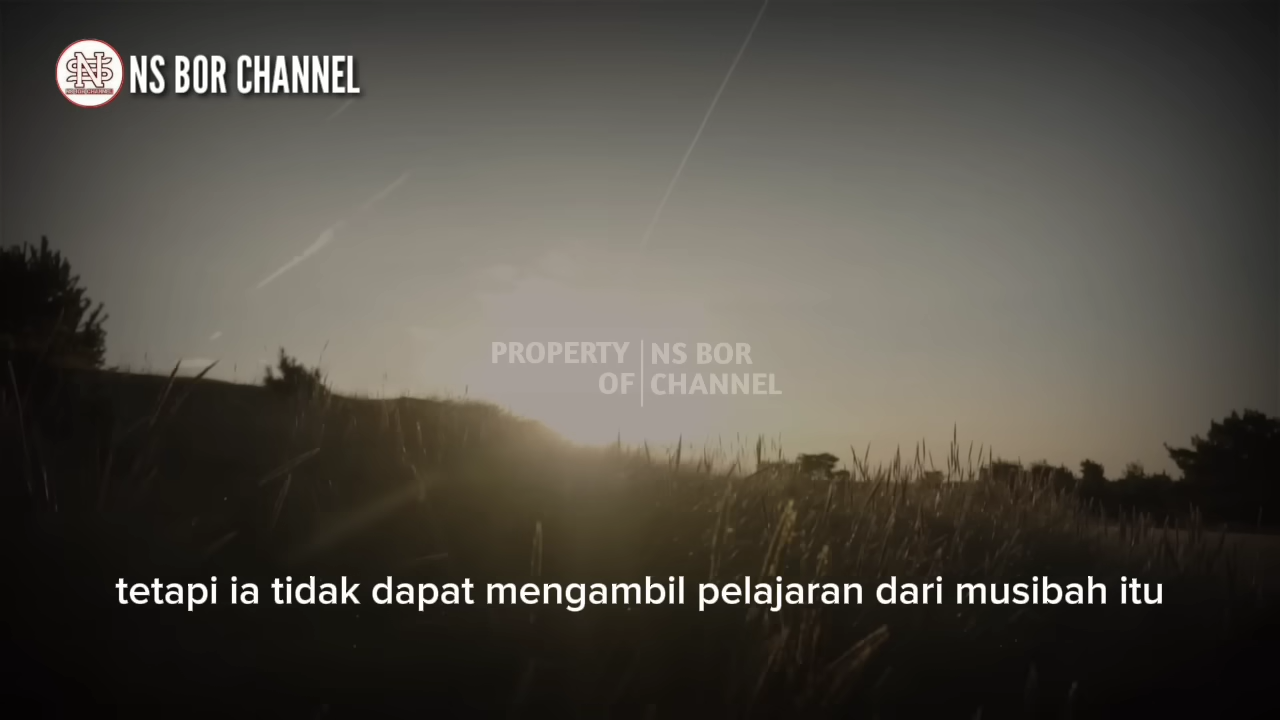 NS BOR CHANNEL
PROPERTY OF
NS BOR CHANNEL
tetapi ia tidak dapat mengambil pelajaran dari musibah itu